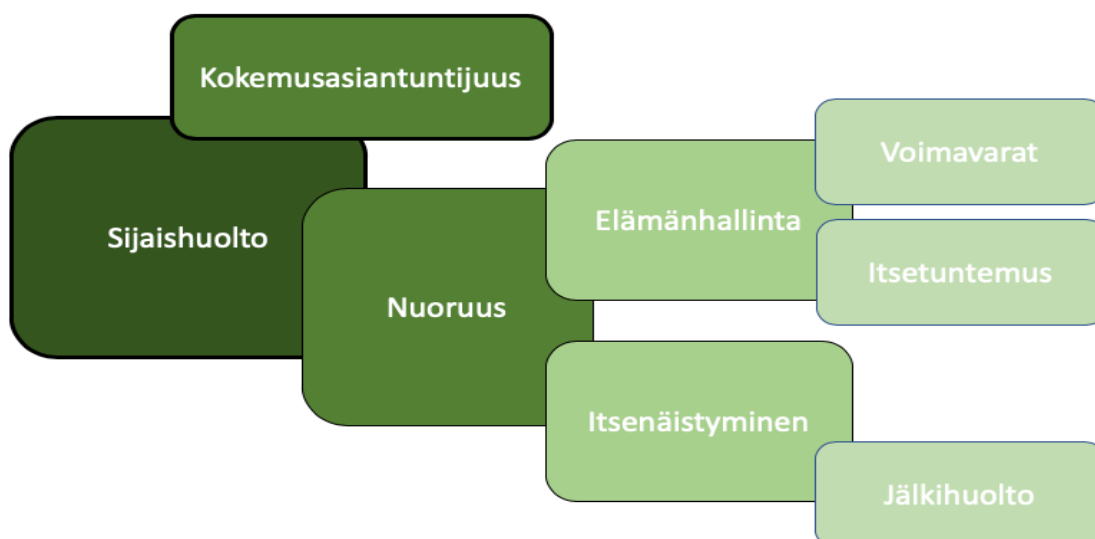 Kokemusasiantuntijuus
Sijaishuolto
Nuoruus
Elämänhallinta
Voimavarat
Itsetuntemus
Itsenäistyminen
Jälkihuolto